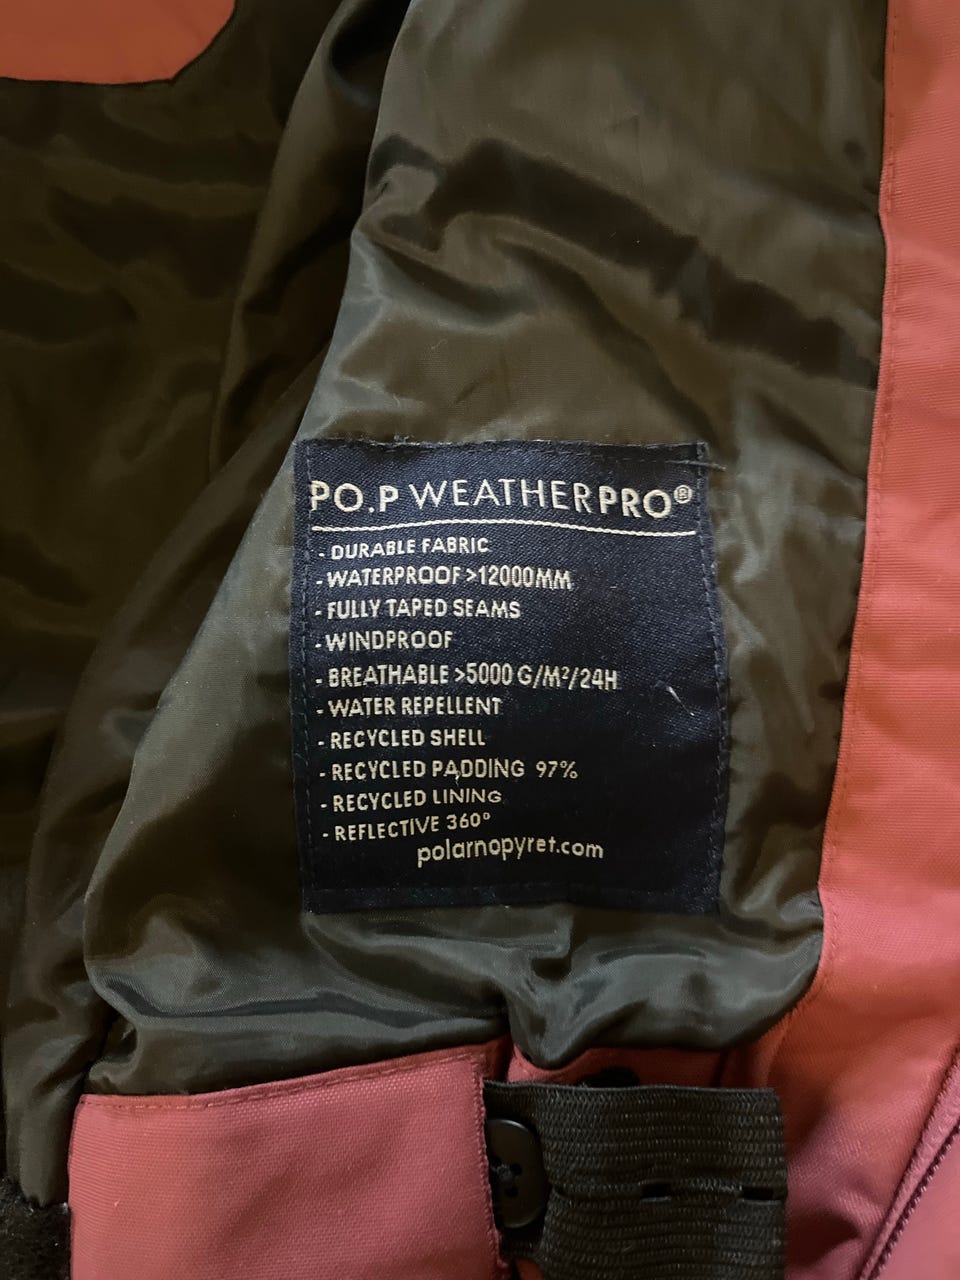 PO.P WEATHERPRO®
- DURABLE FABRIC
- WATERPROOF >12000MM
- FULLY TAPED SEAMS
- WINDPROOF
- BREATHABLE >5000 G/M²/24H
- WATER REPELLENT
- RECYCLED SHELL
- RECYCLED PADDING 97%
- RECYCLED LINING
- REFLECTIVE 360°
polarnopyret.com